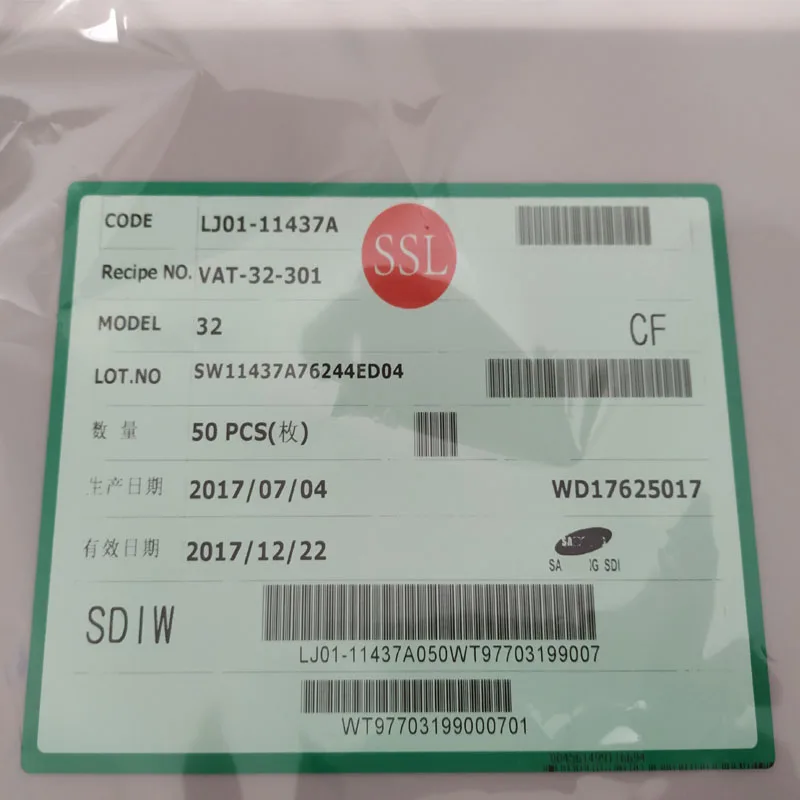 CODE LJ01-11437A
SSL
Recipe NO. VAT-32-301
MODEL 32
CF
LOT.NO SW11437A76244ED04
数量 50 PCS(枚)
生产日期 2017/07/04 WD17625017
有效日期 2017/12/22
SDI
SDIW
LJ01-11437A050WT97703199007
WT97703199000701